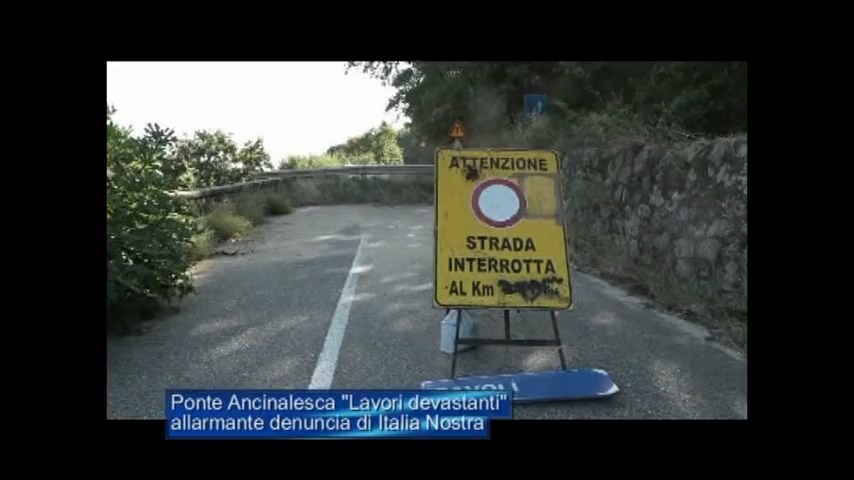 ATTENZIONE
STRADA
INTERROTTA
AL Km
Ponte Ancinalesca "Lavori devastanti"
allarmante denuncia di Italia Nostra